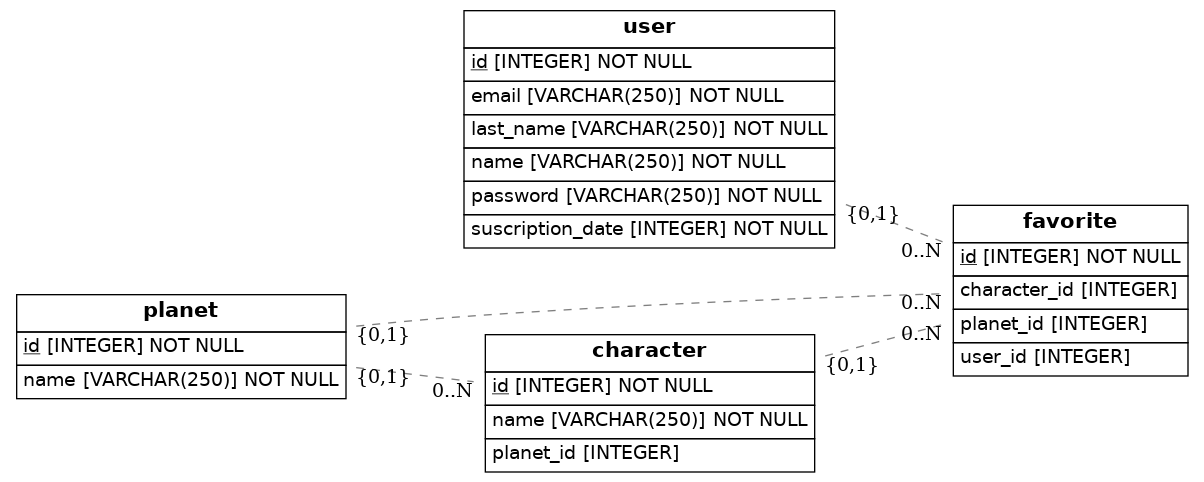 user
id [INTEGER] NOT NULL
email [VARCHAR(250)] NOT NULL
last_name [VARCHAR(250)] NOT NULL
name [VARCHAR(250)] NOT NULL
password [VARCHAR(250)] NOT NULL
suscription_date [INTEGER] NOT NULL
{0,1}
0..N
favorite
id [INTEGER] NOT NULL
character_id [INTEGER]
planet_id [INTEGER]
user_id [INTEGER]
planet
id [INTEGER] NOT NULL
name [VARCHAR(250)] NOT NULL
{0,1}
0..N
{0,1}
0..N
character
id [INTEGER] NOT NULL
name [VARCHAR(250)] NOT NULL
planet_id [INTEGER]
{0,1}
0..N